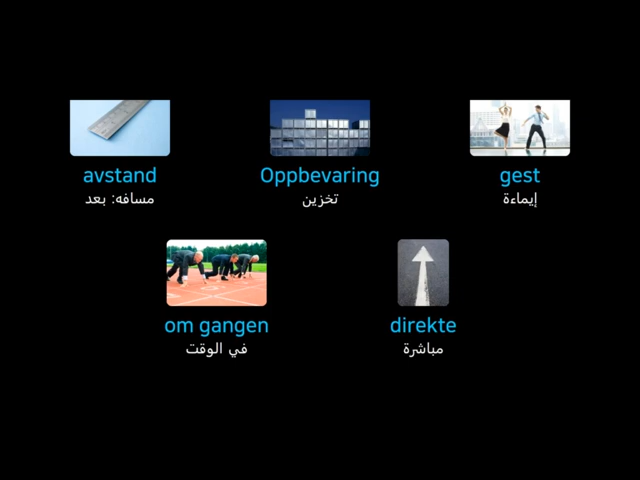 avstand
مسافه: بعد
Oppbevaring
تخزين
gest
إيماءة
om gangen
في الوقت
direkte
مباشرة